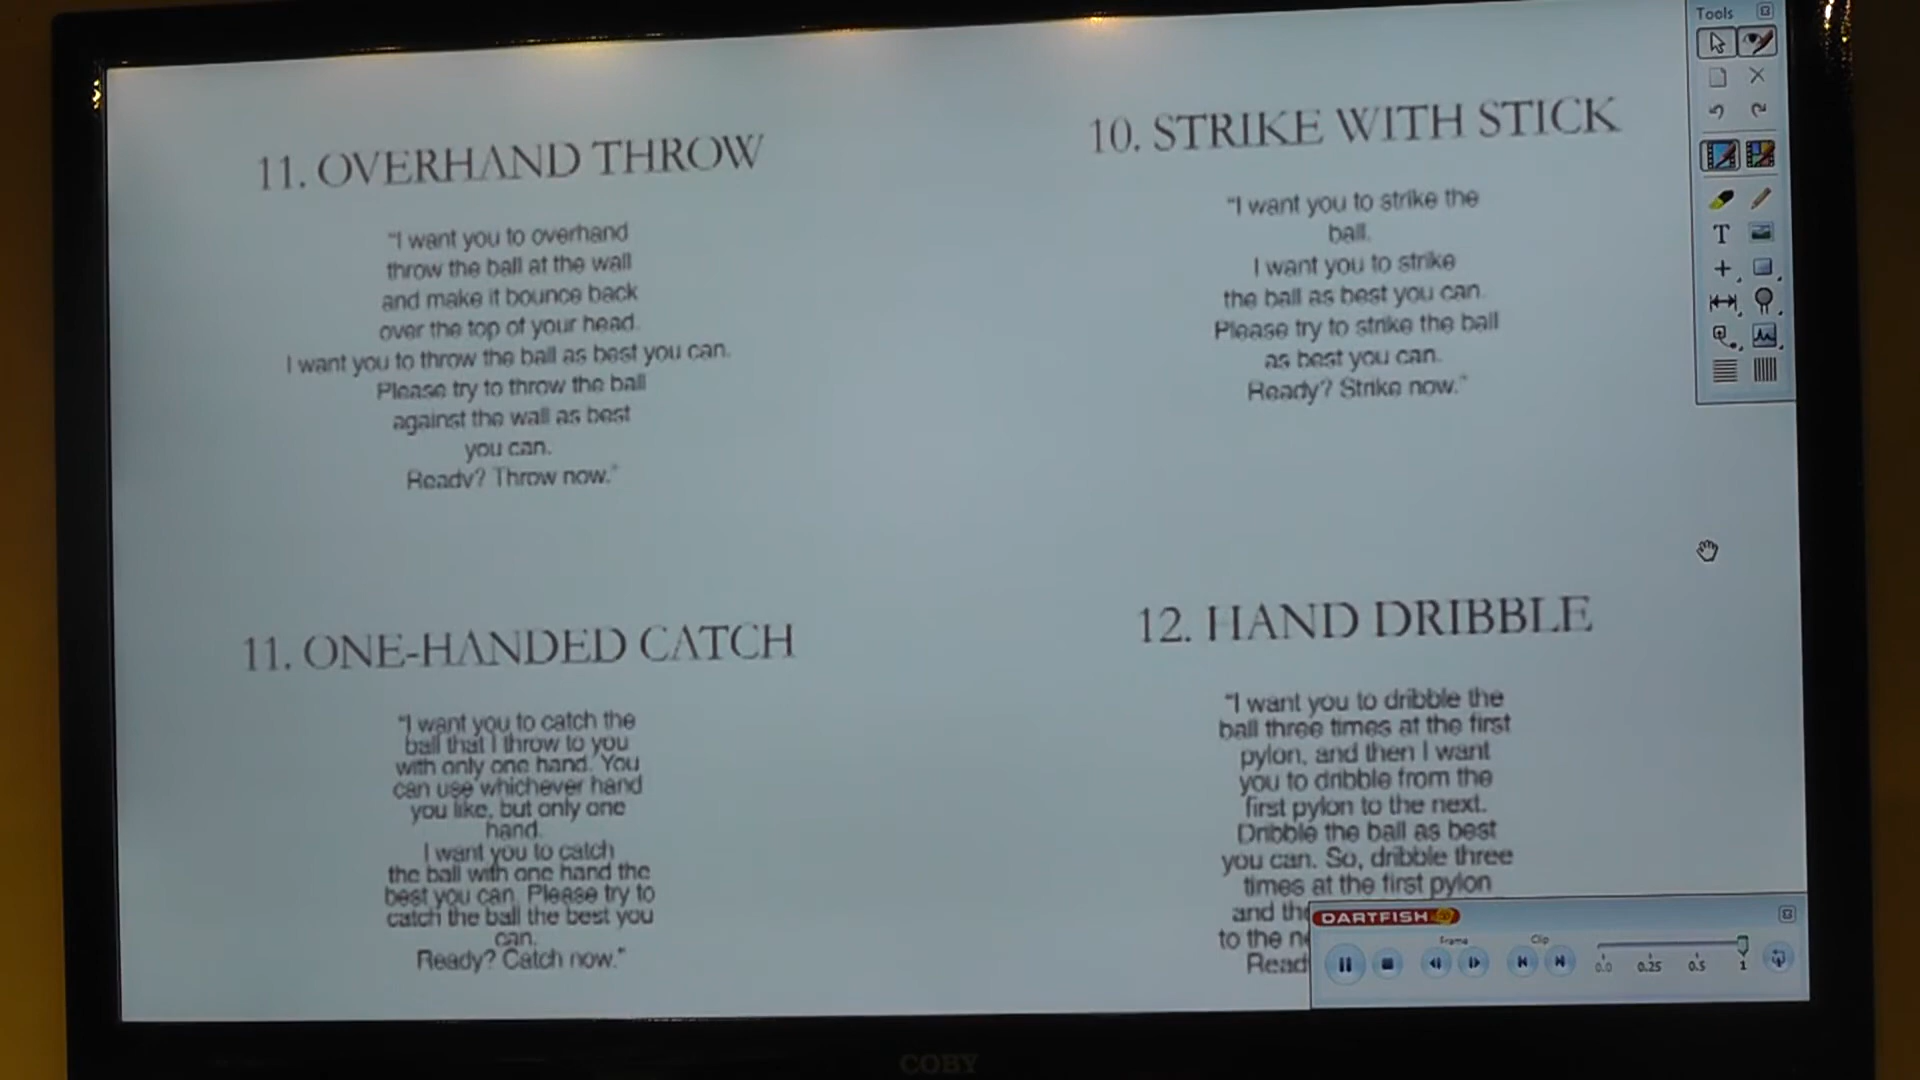 Tools
11. OVERHAND THROW
"I want you to overhand
throw the ball at the wall
and make it bounce back
over the top of your head.
I want you to throw the ball as best you can.
Please try to throw the ball
against the wall as best
you can.
Ready? Throw now."
10. STRIKE WITH STICK
"I want you to strike the
ball.
I want you to strike
the ball as best you can.
Please try to strike the ball
as best you can.
Ready? Strike now."
11. ONE-HANDED CATCH
"I want you to catch the
ball that I throw to you
with only one hand. You
can use whichever hand
you like, but only one
hand.
I want you to catch
the ball with one hand the
best you can. Please try to
catch the ball the best you
can.
Ready? Catch now."
12. HAND DRIBBLE
"I want you to dribble the
ball three times at the first
pylon, and then I want
you to dribble from the
first pylon to the next.
Dribble the ball as best
you can. So, dribble three
times at the first pylon
and the
to the ne
Read
DARTFISH
Frame Clip
0.0 0.25 0.5 1
COBY